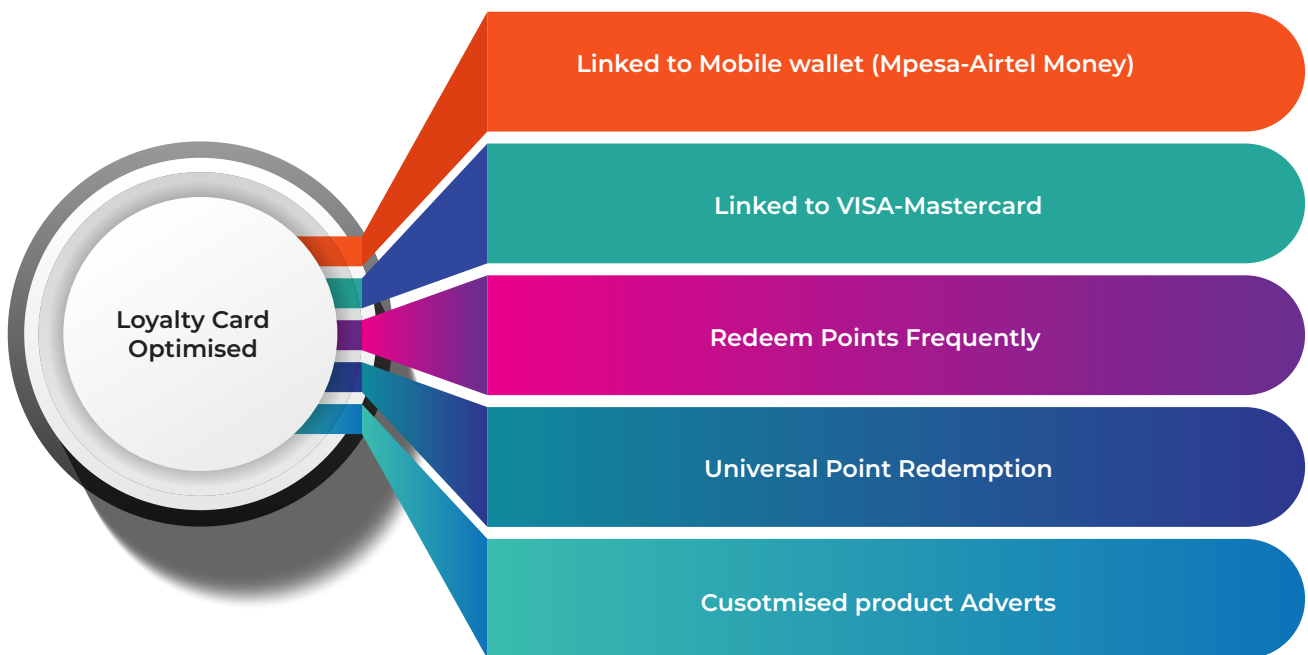 Linked to Mobile wallet (Mpesa-Airtel Money)
Linked to VISA-Mastercard
Loyalty Card
Optimised
Redeem Points Frequently
Universal Point Redemption
Cusotmised product Adverts